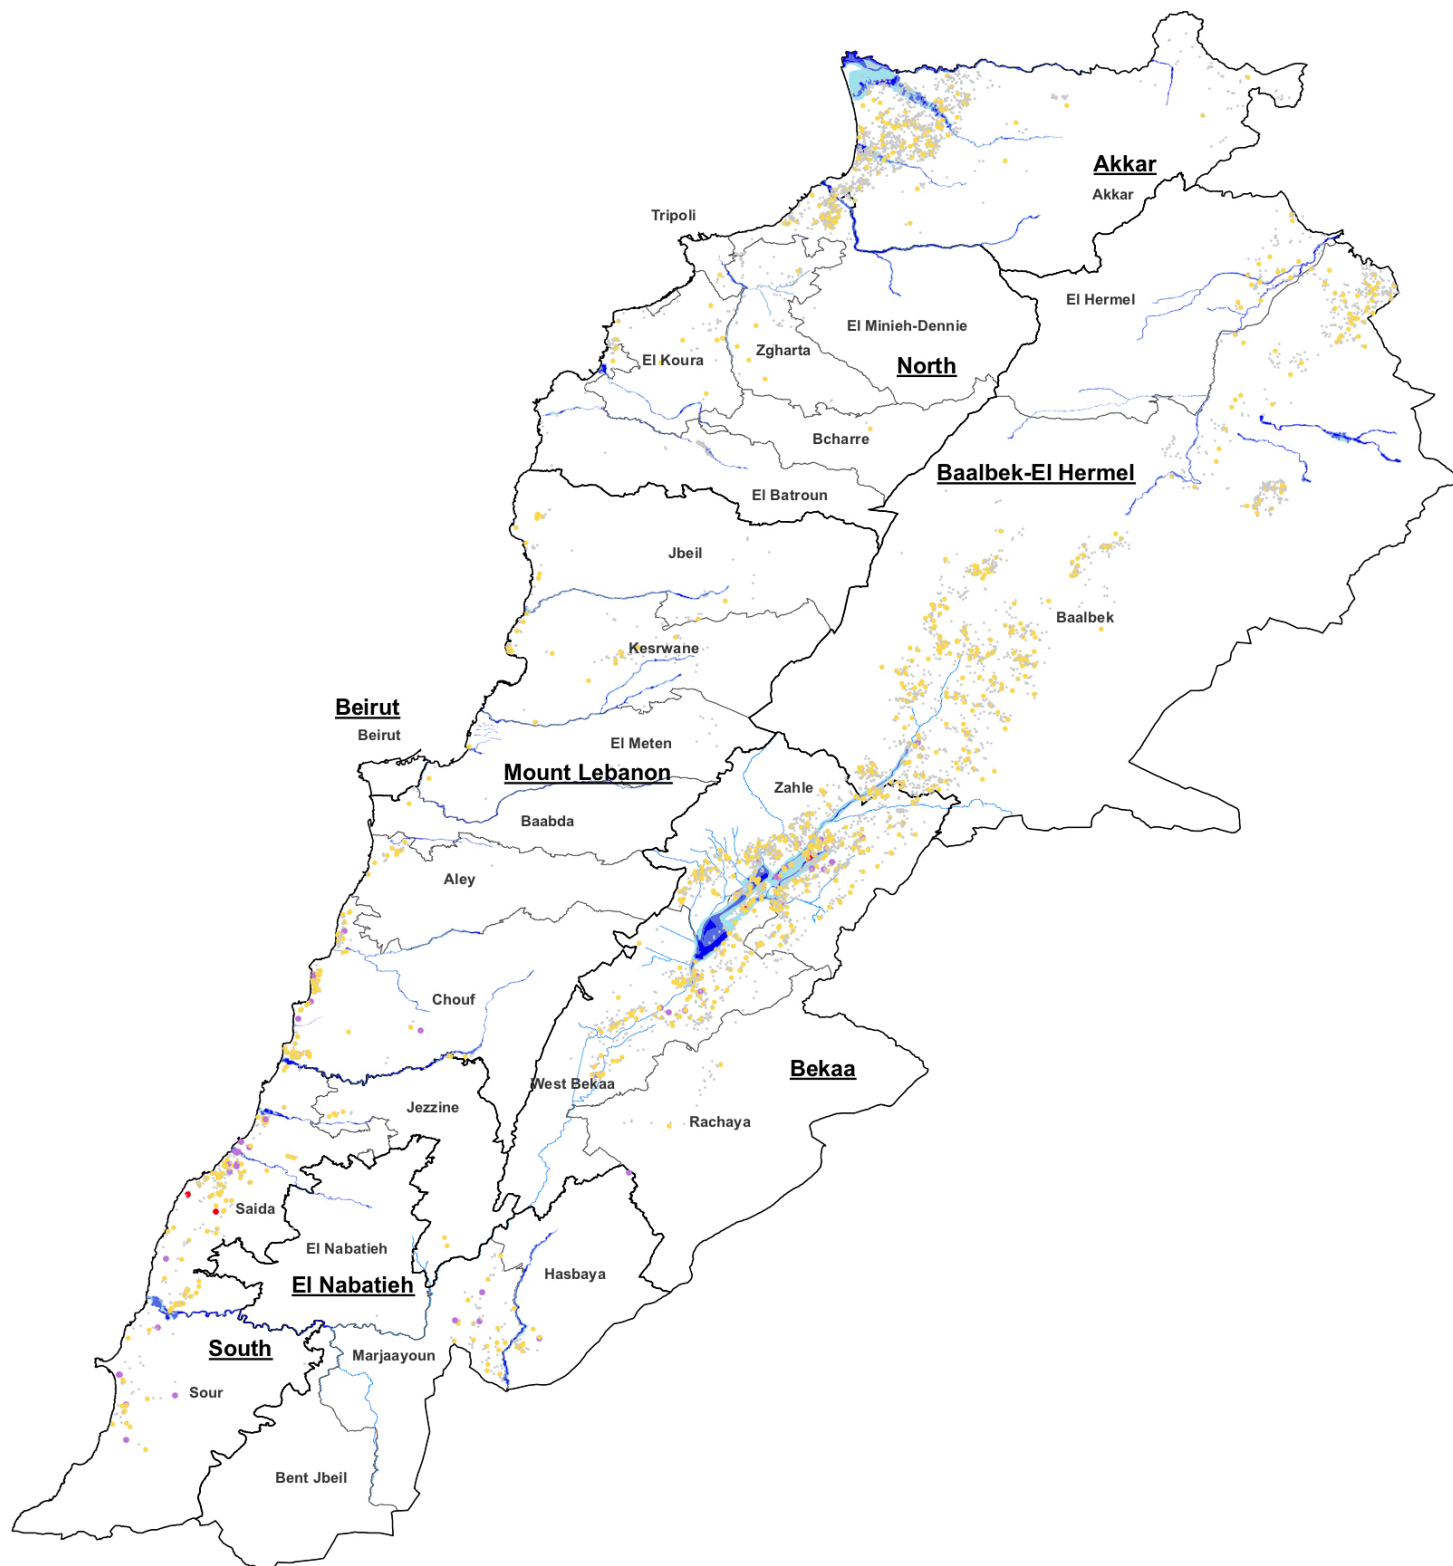 Akkar
Akkar
Tripoli
El Hermel
El Minieh-Dennie
Zgharta
El Koura
North
Bcharre
Baalbek-El Hermel
El Batroun
Jbeil
Baalbek
Kesrwane
Beirut
Beirut
El Meten
Mount Lebanon
Zahle
Baabda
Aley
Chouf
Bekaa
West Bekaa
Jezzine
Rachaya
Saida
El Nabatieh
Hasbaya
El Nabatieh
South
Marjaayoun
Sour
Bent Jbeil